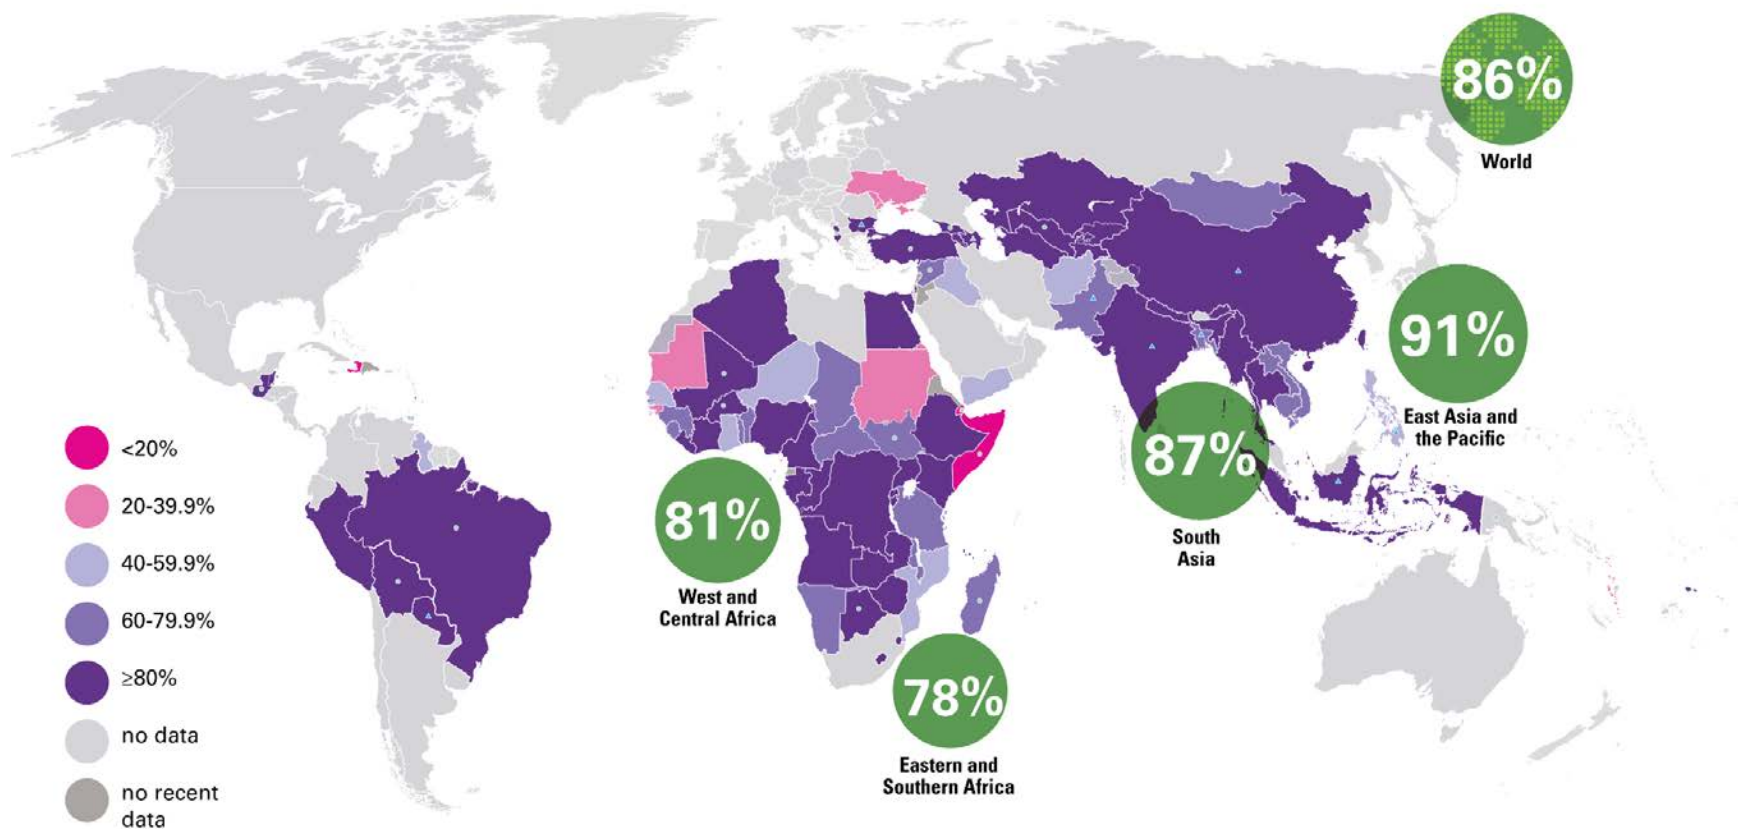 86%
World
91%
East Asia and
the Pacific
87%
South
Asia
81%
West and
Central Africa
78%
Eastern and
Southern Africa
<20%
20-39.9%
40-59.9%
60-79.9%
≥80%
no data
no recent
data